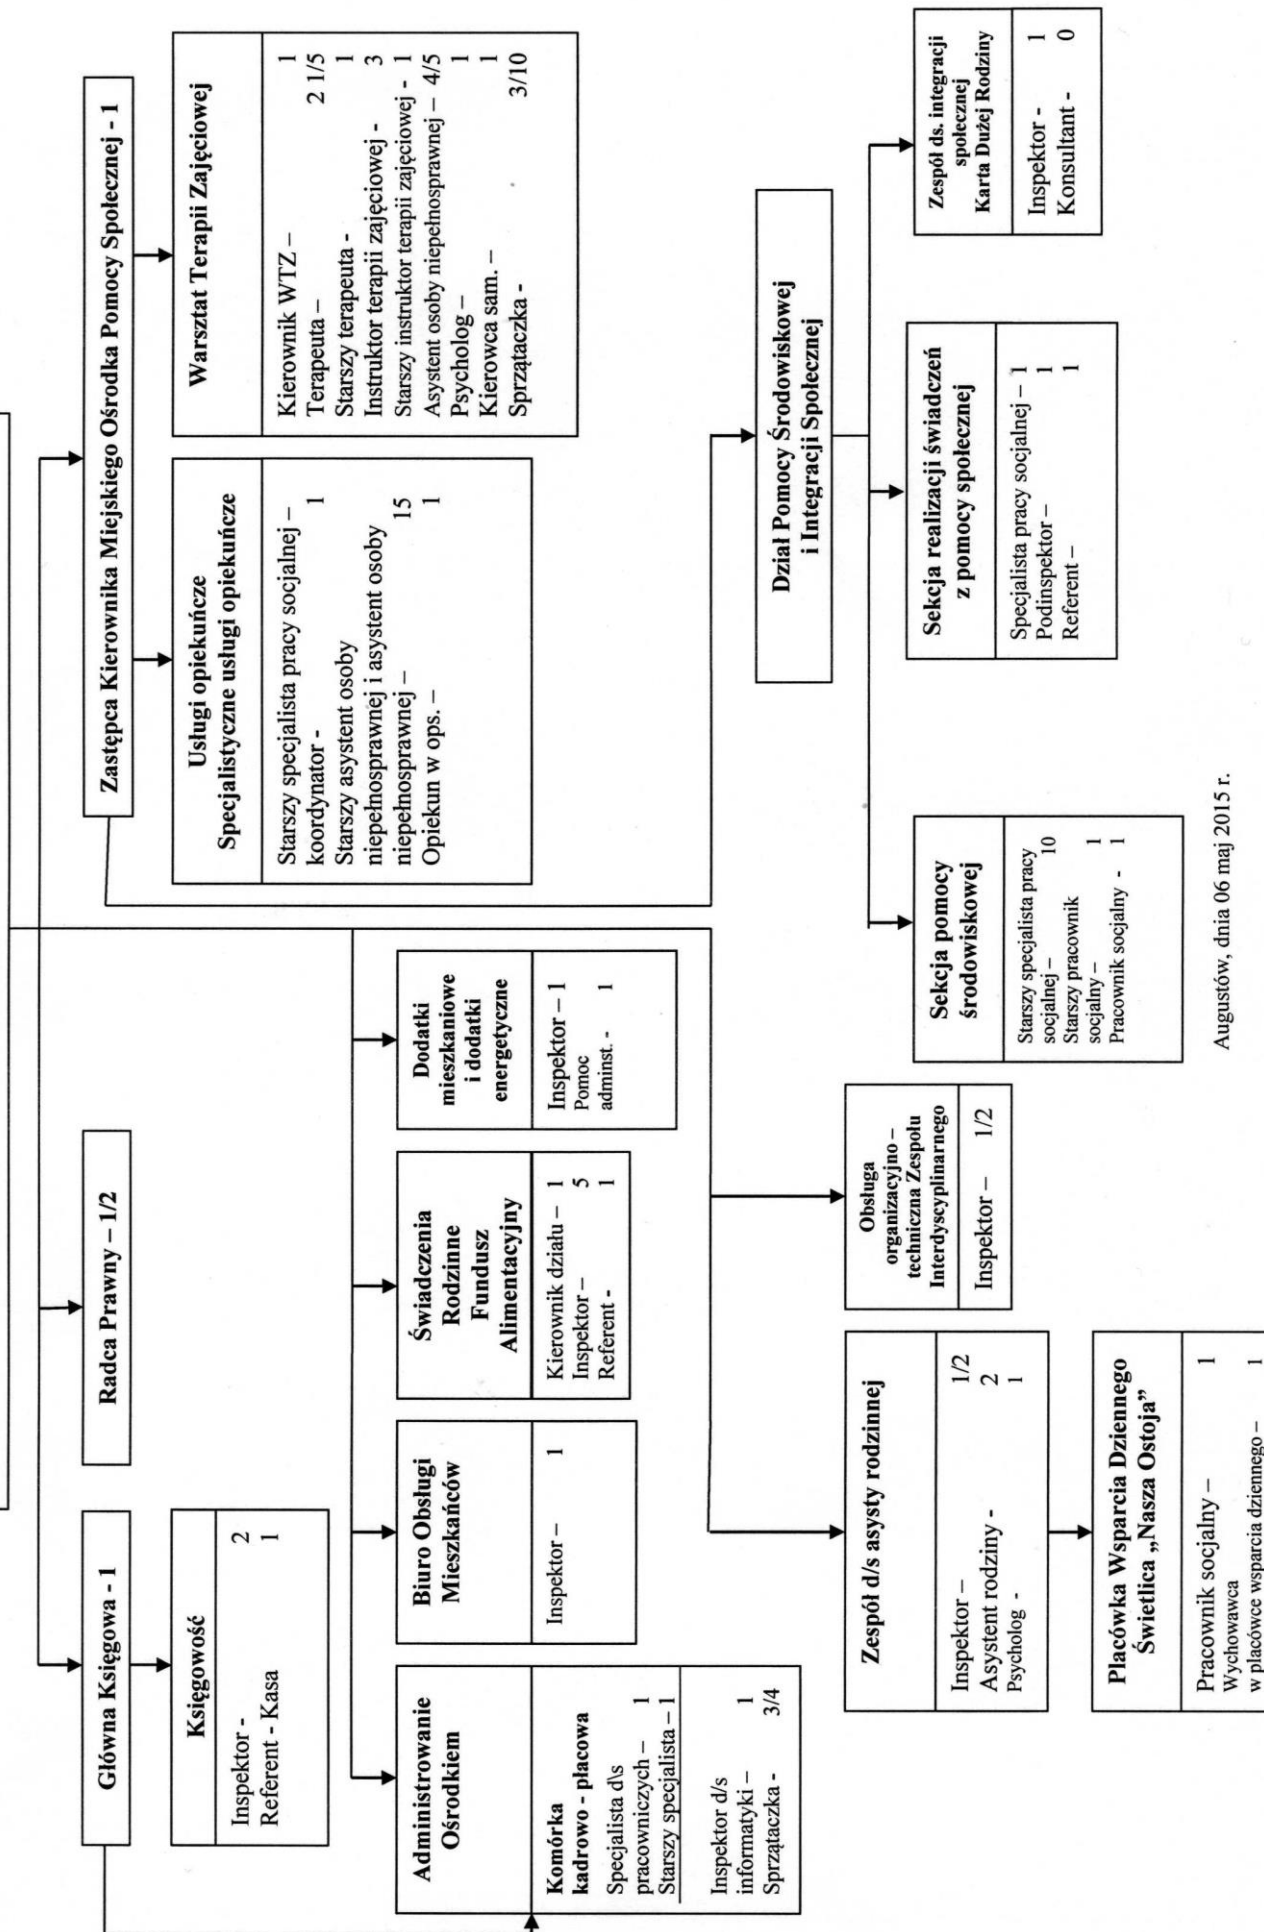 Główna Księgowa - 1
Radca Prawny – 1/2
Zastępca Kierownika Miejskiego Ośrodka Pomocy Społecznej - 1
Księgowość
Inspektor - 2
Referent - Kasa 1
Usługi opiekuńcze
Specjalistyczne usługi opiekuńcze
Starszy specjalista pracy socjalnej –
koordynator - 1
Starszy asystent osoby
niepełnosprawnej i asystent osoby
niepełnosprawnej – 15
Opiekun w ops. – 1
Warsztat Terapii Zajęciowej
Kierownik WTZ – 1
Terapeuta – 2 1/5
Starszy terapeuta - 1
Instruktor terapii zajęciowej - 3
Starszy instruktor terapii zajęciowej - 1
Asystent osoby niepełnosprawnej – 4/5
Psycholog – 1
Kierowca sam. – 1
Sprzątaczka - 3/10
Administrowanie
Ośrodkiem
Komórka
kadrowo - płacowa
Specjalista d\s
pracowniczych – 1
Starszy specjalista – 1
Inspektor d/s
informatyki – 1
Sprzątaczka - 3/4
Biuro Obsługi
Mieszkańców
Inspektor – 1
Świadczenia
Rodzinne
Fundusz
Alimentacyjny
Kierownik działu – 1
Inspektor – 5
Referent - 1
Dodatki
mieszkaniowe
i dodatki
energetyczne
Inspektor – 1
Pomoc
adminst. - 1
Dział Pomocy Środowiskowej
i Integracji Społecznej
Zespół d/s asysty rodzinnej
Inspektor – 1/2
Asystent rodziny - 2
Psycholog - 1
Obsługa
organizacyjno –
techniczna Zespołu
Interdyscyplinarnego
Inspektor – 1/2
Sekcja pomocy
środowiskowej
Starszy specjalista pracy
socjalnej – 10
Starszy pracownik
socjalny – 1
Pracownik socjalny - 1
Sekcja realizacji świadczeń
z pomocy społecznej
Specjalista pracy socjalnej – 1
Podinspektor – 1
Referent – 1
Zespół ds. integracji
społecznej
Karta Dużej Rodziny
Inspektor - 1
Konsultant - 0
Placówka Wsparcia Dziennego
Świetlica „Nasza Ostoja”
Pracownik socjalny – 1
Wychowawca
w placówce wsparcia dziennego – 1
Augustów, dnia 06 maj 2015 r.